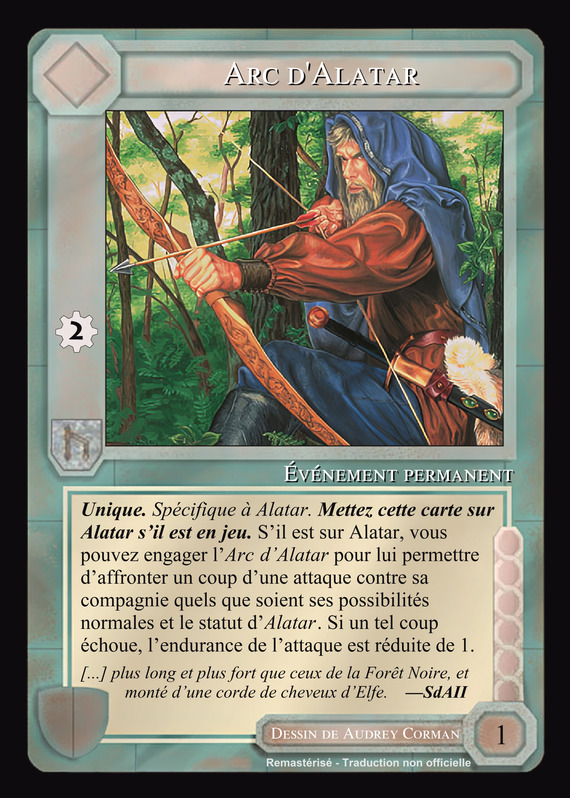 Arc d'Alatar
2
Événement permanent
Unique. Spécifique à Alatar. Mettez cette carte sur
Alatar s’il est en jeu. S’il est sur Alatar, vous
pouvez engager l’Arc d’Alatar pour lui permettre
d’affronter un coup d’une attaque contre sa
compagnie quels que soient ses possibilités
normales et le statut d’Alatar. Si un tel coup
échoue, l’endurance de l’attaque est réduite de 1.
[...] plus long et plus fort que ceux de la Forêt Noire, et
monté d’une corde de cheveux d’Elfe. —SdAII
Dessin de Audrey Corman
1
Remastérisé - Traduction non officielle